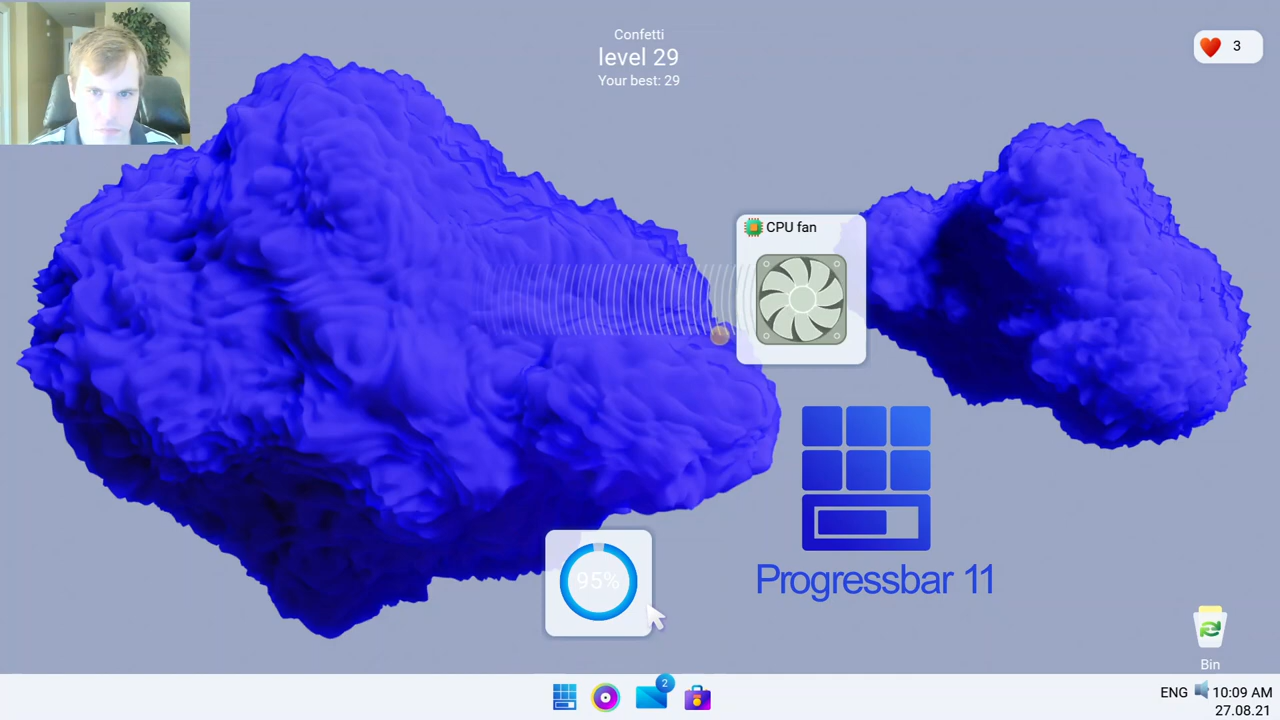 Confetti
level 29
Your best: 29
3
CPU fan
95%
Progressbar 11
Bin
2
ENG 10:09 AM
27.08.21